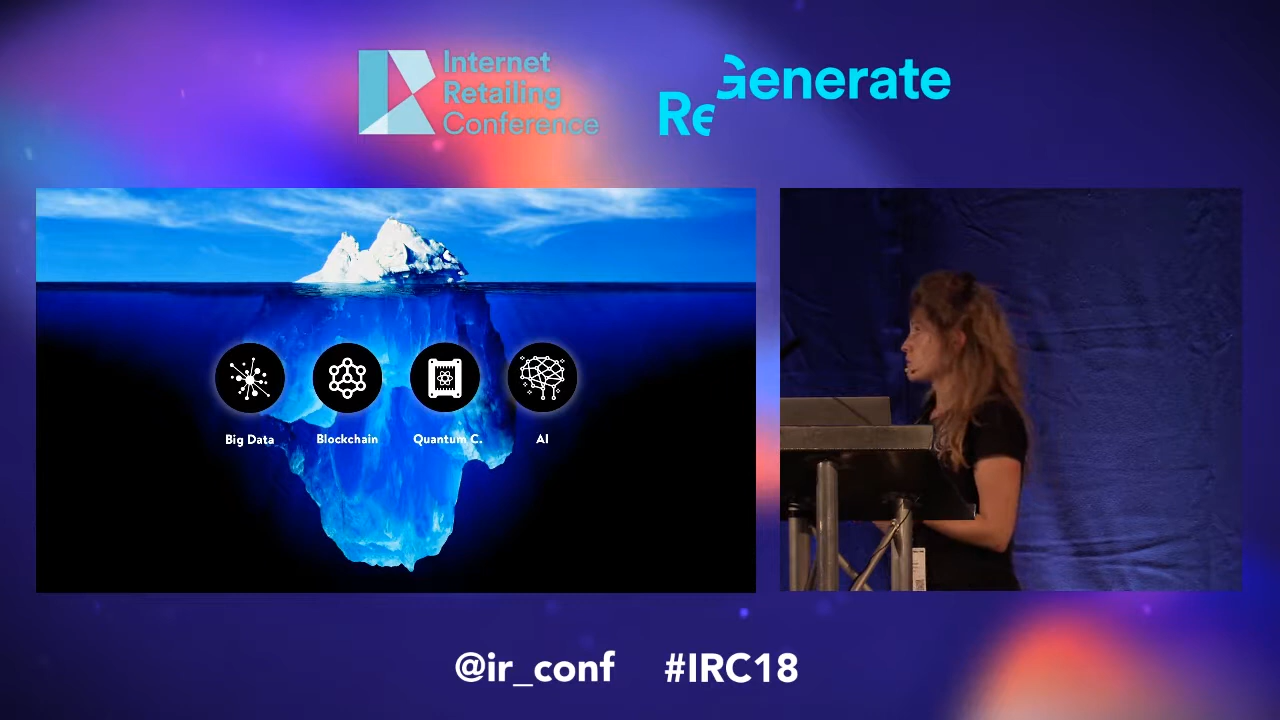 Internet
Retailing
Conference
ReGenerate
Big Data
Blockchain
Quantum C.
AI
@ir_conf #IRC18